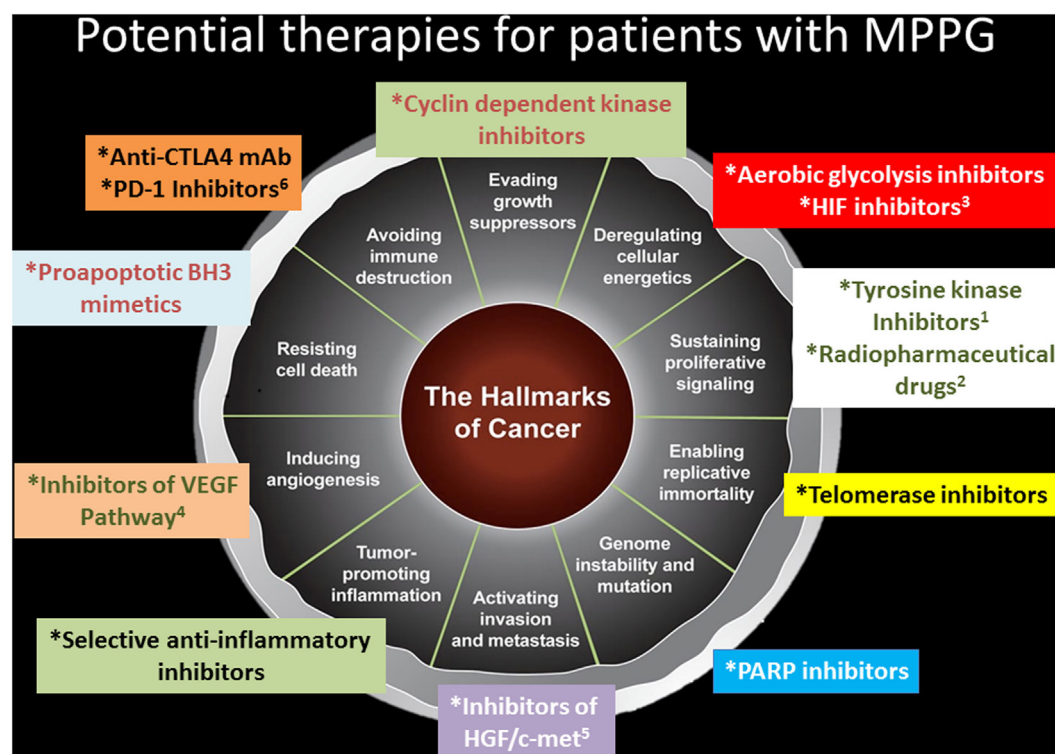 Potential therapies for patients with MPPG
*Cyclin dependent kinase
inhibitors
*Anti-CTLA4 mAb
*PD-1 Inhibitors⁶
*Aerobic glycolysis inhibitors
*HIF inhibitors³
*Proapoptotic BH3
mimetics
*Tyrosine kinase
Inhibitors¹
*Radiopharmaceutical
drugs²
*Inhibitors of VEGF
Pathway⁴
*Telomerase inhibitors
*Selective anti-inflammatory
inhibitors
*PARP inhibitors
*Inhibitors of
HGF/c-met⁵
Evading
growth
suppressors
Avoiding
immune
destruction
Deregulating
cellular
energetics
Resisting
cell death
Sustaining
proliferative
signaling
The Hallmarks
of Cancer
Inducing
angiogenesis
Enabling
replicative
immortality
Tumor-
promoting
inflammation
Genome
instability and
mutation
Activating
invasion
and metastasis